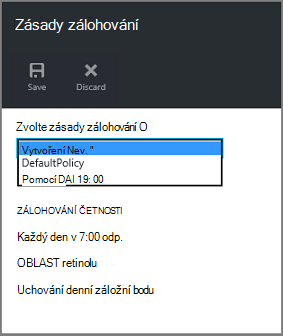 Zásady zálohování
Save
Discard
Zvolte zásady zálohování O
Vytvoření Nev. "
DefaultPolicy
Pomocí DAI 19:00
ZÁLOHOVÁNÍ ČETNOSTI
Každý den v 7:00 odp.
OBLAST retinolu
Uchování denní záložní bodu